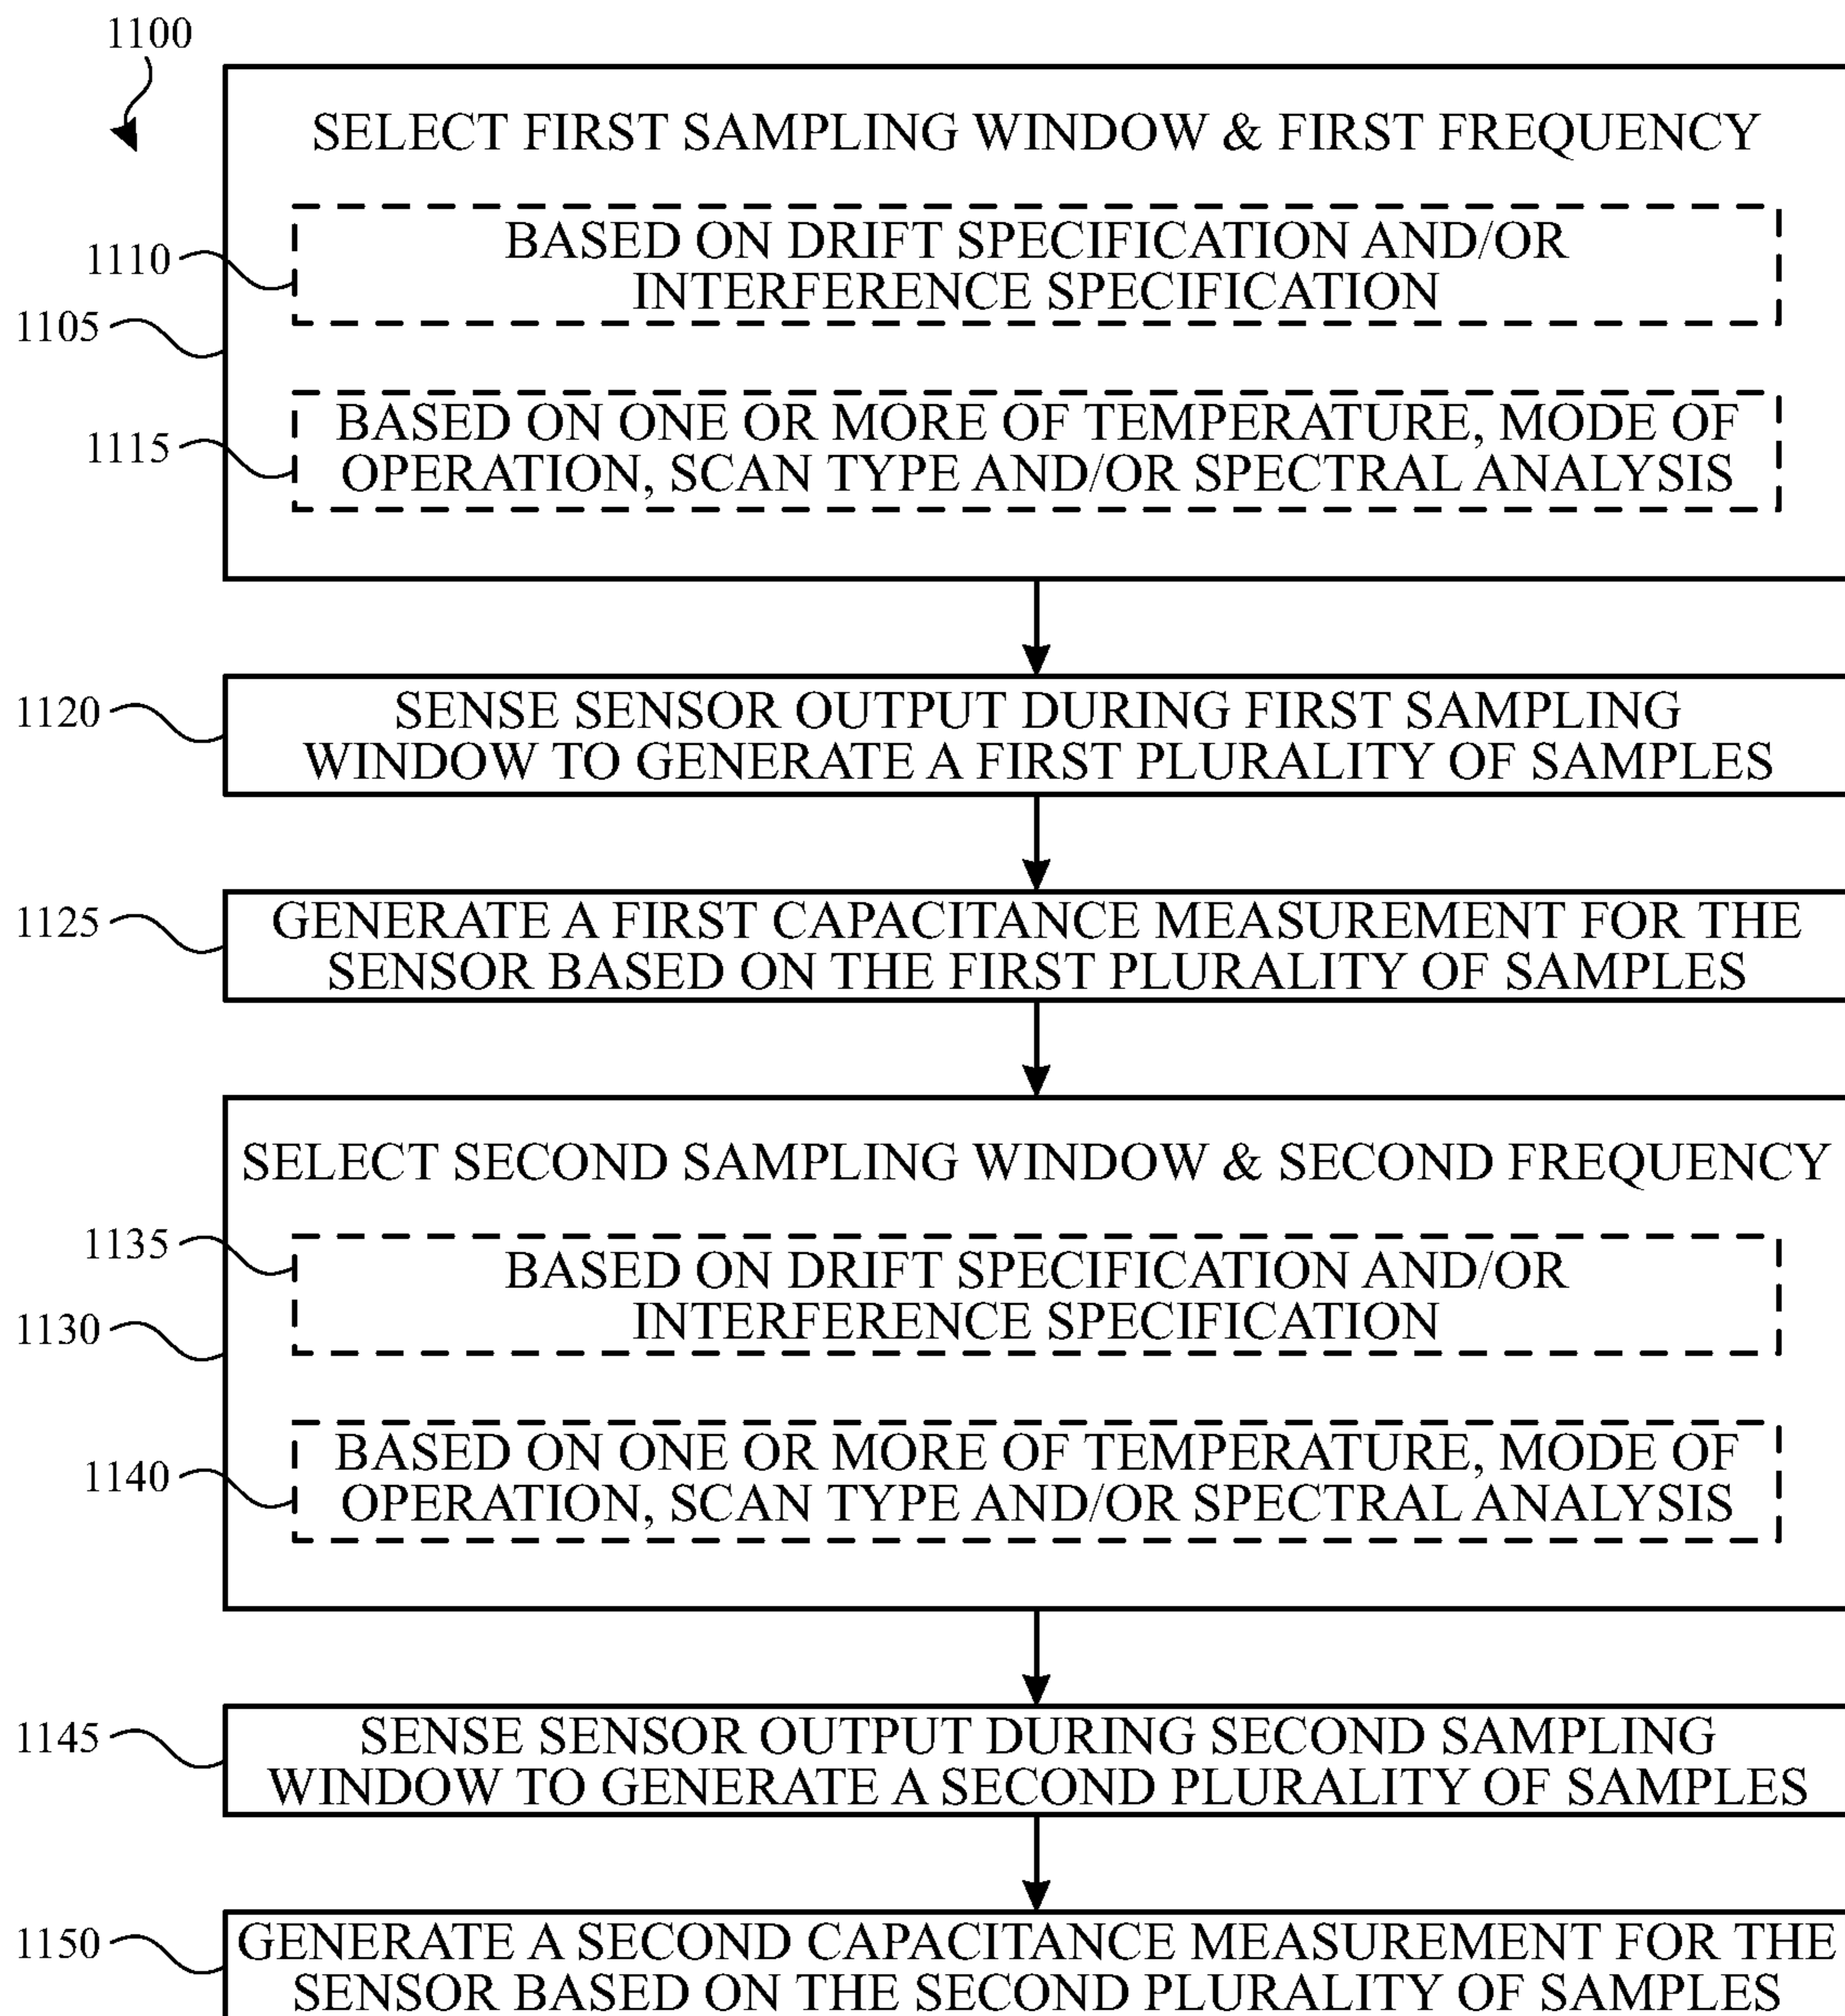 1100
SELECT FIRST SAMPLING WINDOW & FIRST FREQUENCY
1110
BASED ON DRIFT SPECIFICATION AND/OR
INTERFERENCE SPECIFICATION
1105
1115
BASED ON ONE OR MORE OF TEMPERATURE, MODE OF
OPERATION, SCAN TYPE AND/OR SPECTRAL ANALYSIS
1120
SENSE SENSOR OUTPUT DURING FIRST SAMPLING
WINDOW TO GENERATE A FIRST PLURALITY OF SAMPLES
1125
GENERATE A FIRST CAPACITANCE MEASUREMENT FOR THE
SENSOR BASED ON THE FIRST PLURALITY OF SAMPLES
SELECT SECOND SAMPLING WINDOW & SECOND FREQUENCY
1135
BASED ON DRIFT SPECIFICATION AND/OR
INTERFERENCE SPECIFICATION
1130
1140
BASED ON ONE OR MORE OF TEMPERATURE, MODE OF
OPERATION, SCAN TYPE AND/OR SPECTRAL ANALYSIS
1145
SENSE SENSOR OUTPUT DURING SECOND SAMPLING
WINDOW TO GENERATE A SECOND PLURALITY OF SAMPLES
1150
GENERATE A SECOND CAPACITANCE MEASUREMENT FOR THE
SENSOR BASED ON THE SECOND PLURALITY OF SAMPLES